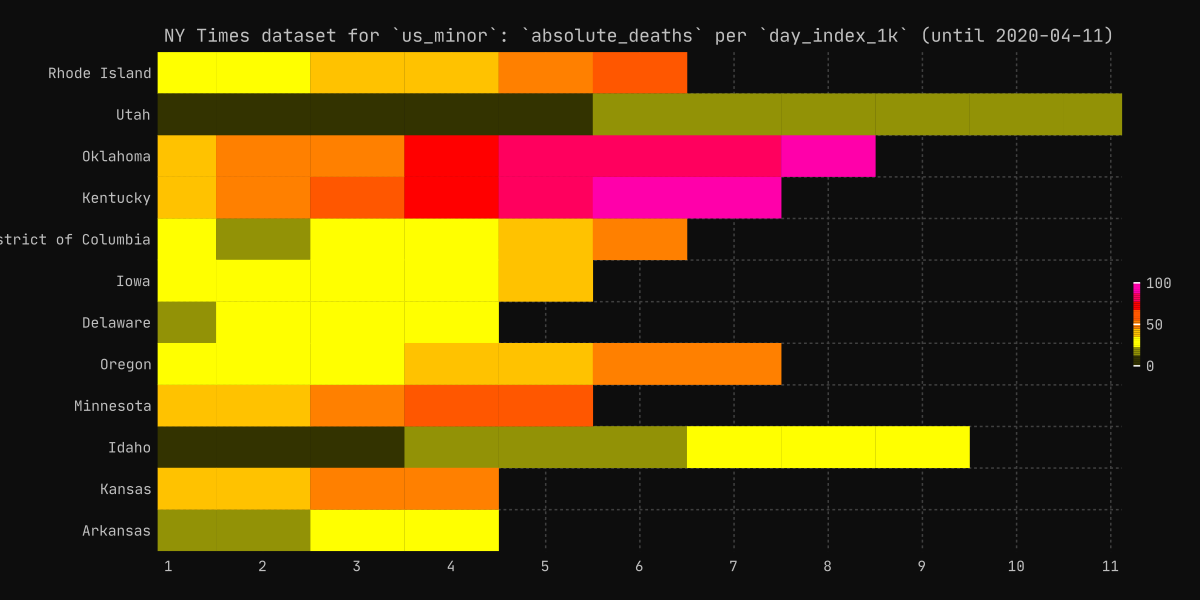 NY Times dataset for `us_minor`: `absolute_deaths` per `day_index_1k` (until 2020-04-11)
Rhode Island
Utah
Oklahoma
Kentucky
strict of Columbia
Iowa
Delaware
Oregon
Minnesota
Idaho
Kansas
Arkansas
1 2 3 4 5 6 7 8 9 10 11
100
50
0